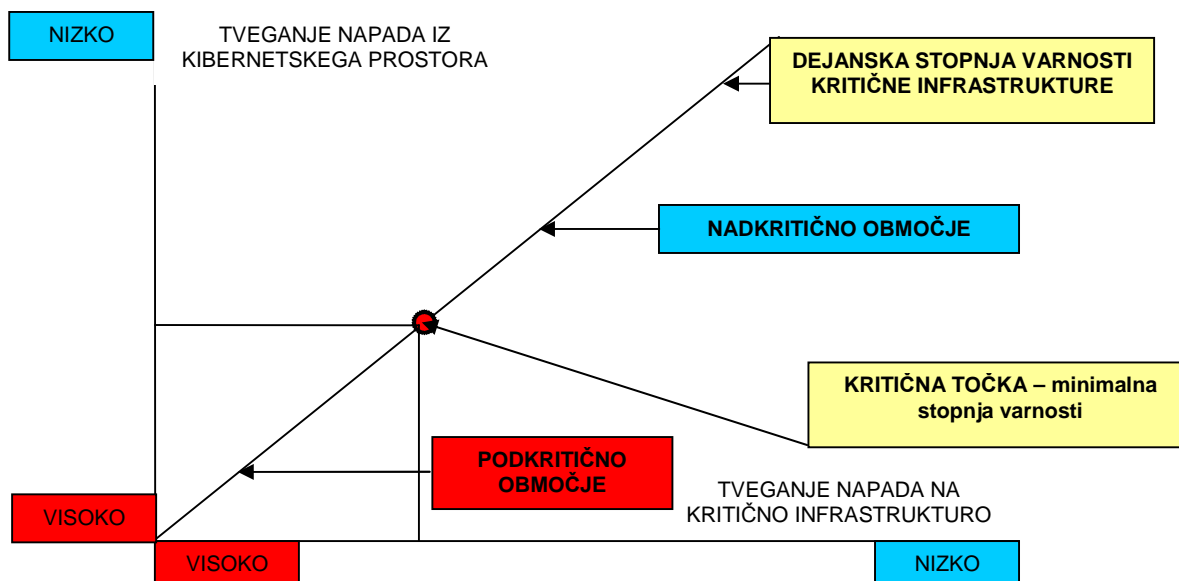 NIZKO
TVEGANJE NAPADA IZ
KIBERNETSKEGA PROSTORA
DEJANSKA STOPNJA VARNOSTI
KRITIČNE INFRASTRUKTURE
NADKRITIČNO OBMOČJE
KRITIČNA TOČKA – minimalna
stopnja varnosti
PODKRITIČNO
OBMOČJE
TVEGANJE NAPADA NA
KRITIČNO INFRASTRUKTURO
VISOKO
VISOKO
NIZKO